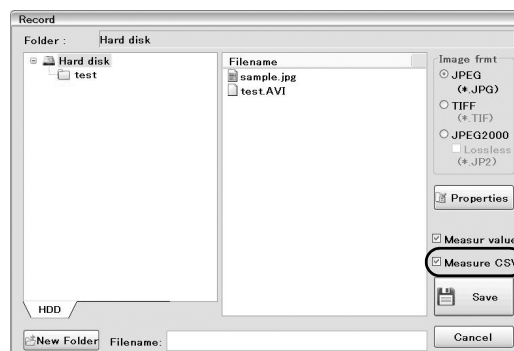 Record
Folder : Hard disk
Hard disk
test
Filename
sample.jpg
test.AVI
Image frmt
JPEG
(*.JPG)
TIFF
(*.TIF)
JPEG2000
Lossless
(*.JP2)
Properties
Measur value
Measure CSV
Save
HDD
New Folder
Filename:
Cancel